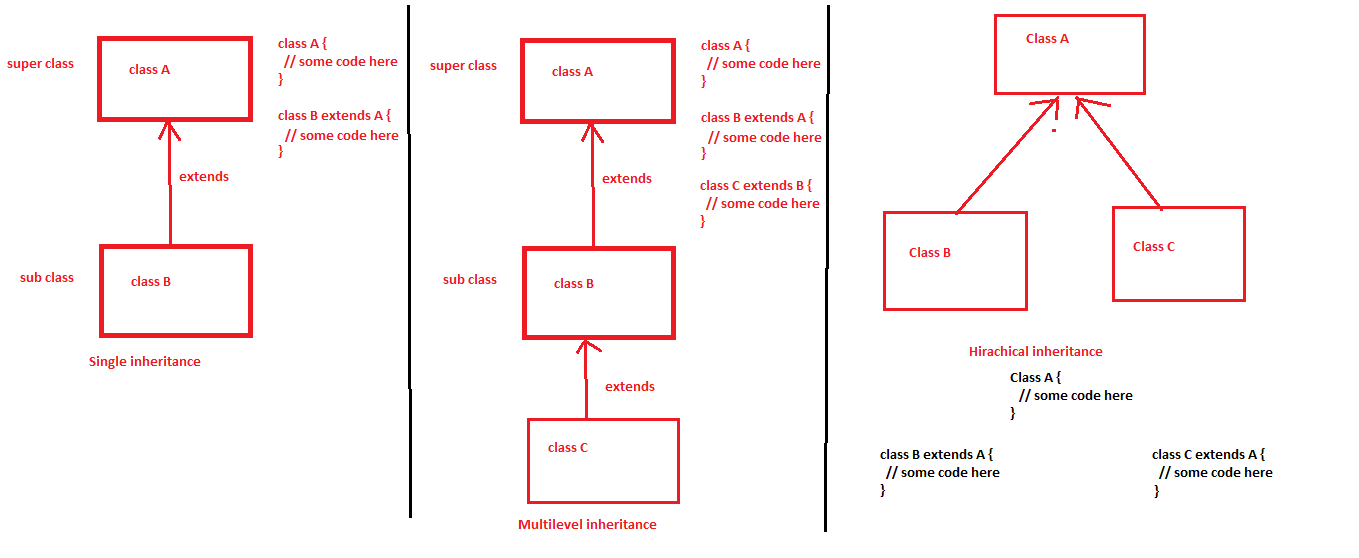 super class
class A
class A {
// some code here
}
class B extends A {
// some code here
}
extends
sub class
class B
Single inheritance
super class
class A
class A {
// some code here
}
class B extends A {
// some code here
}
class C extends B {
// some code here
}
extends
sub class
class B
extends
class C
Multilevel inheritance
Class A
Class B
Class C
Hirachical inheritance
Class A {
// some code here
}
class B extends A {
// some code here
}
class C extends A {
// some code here
}